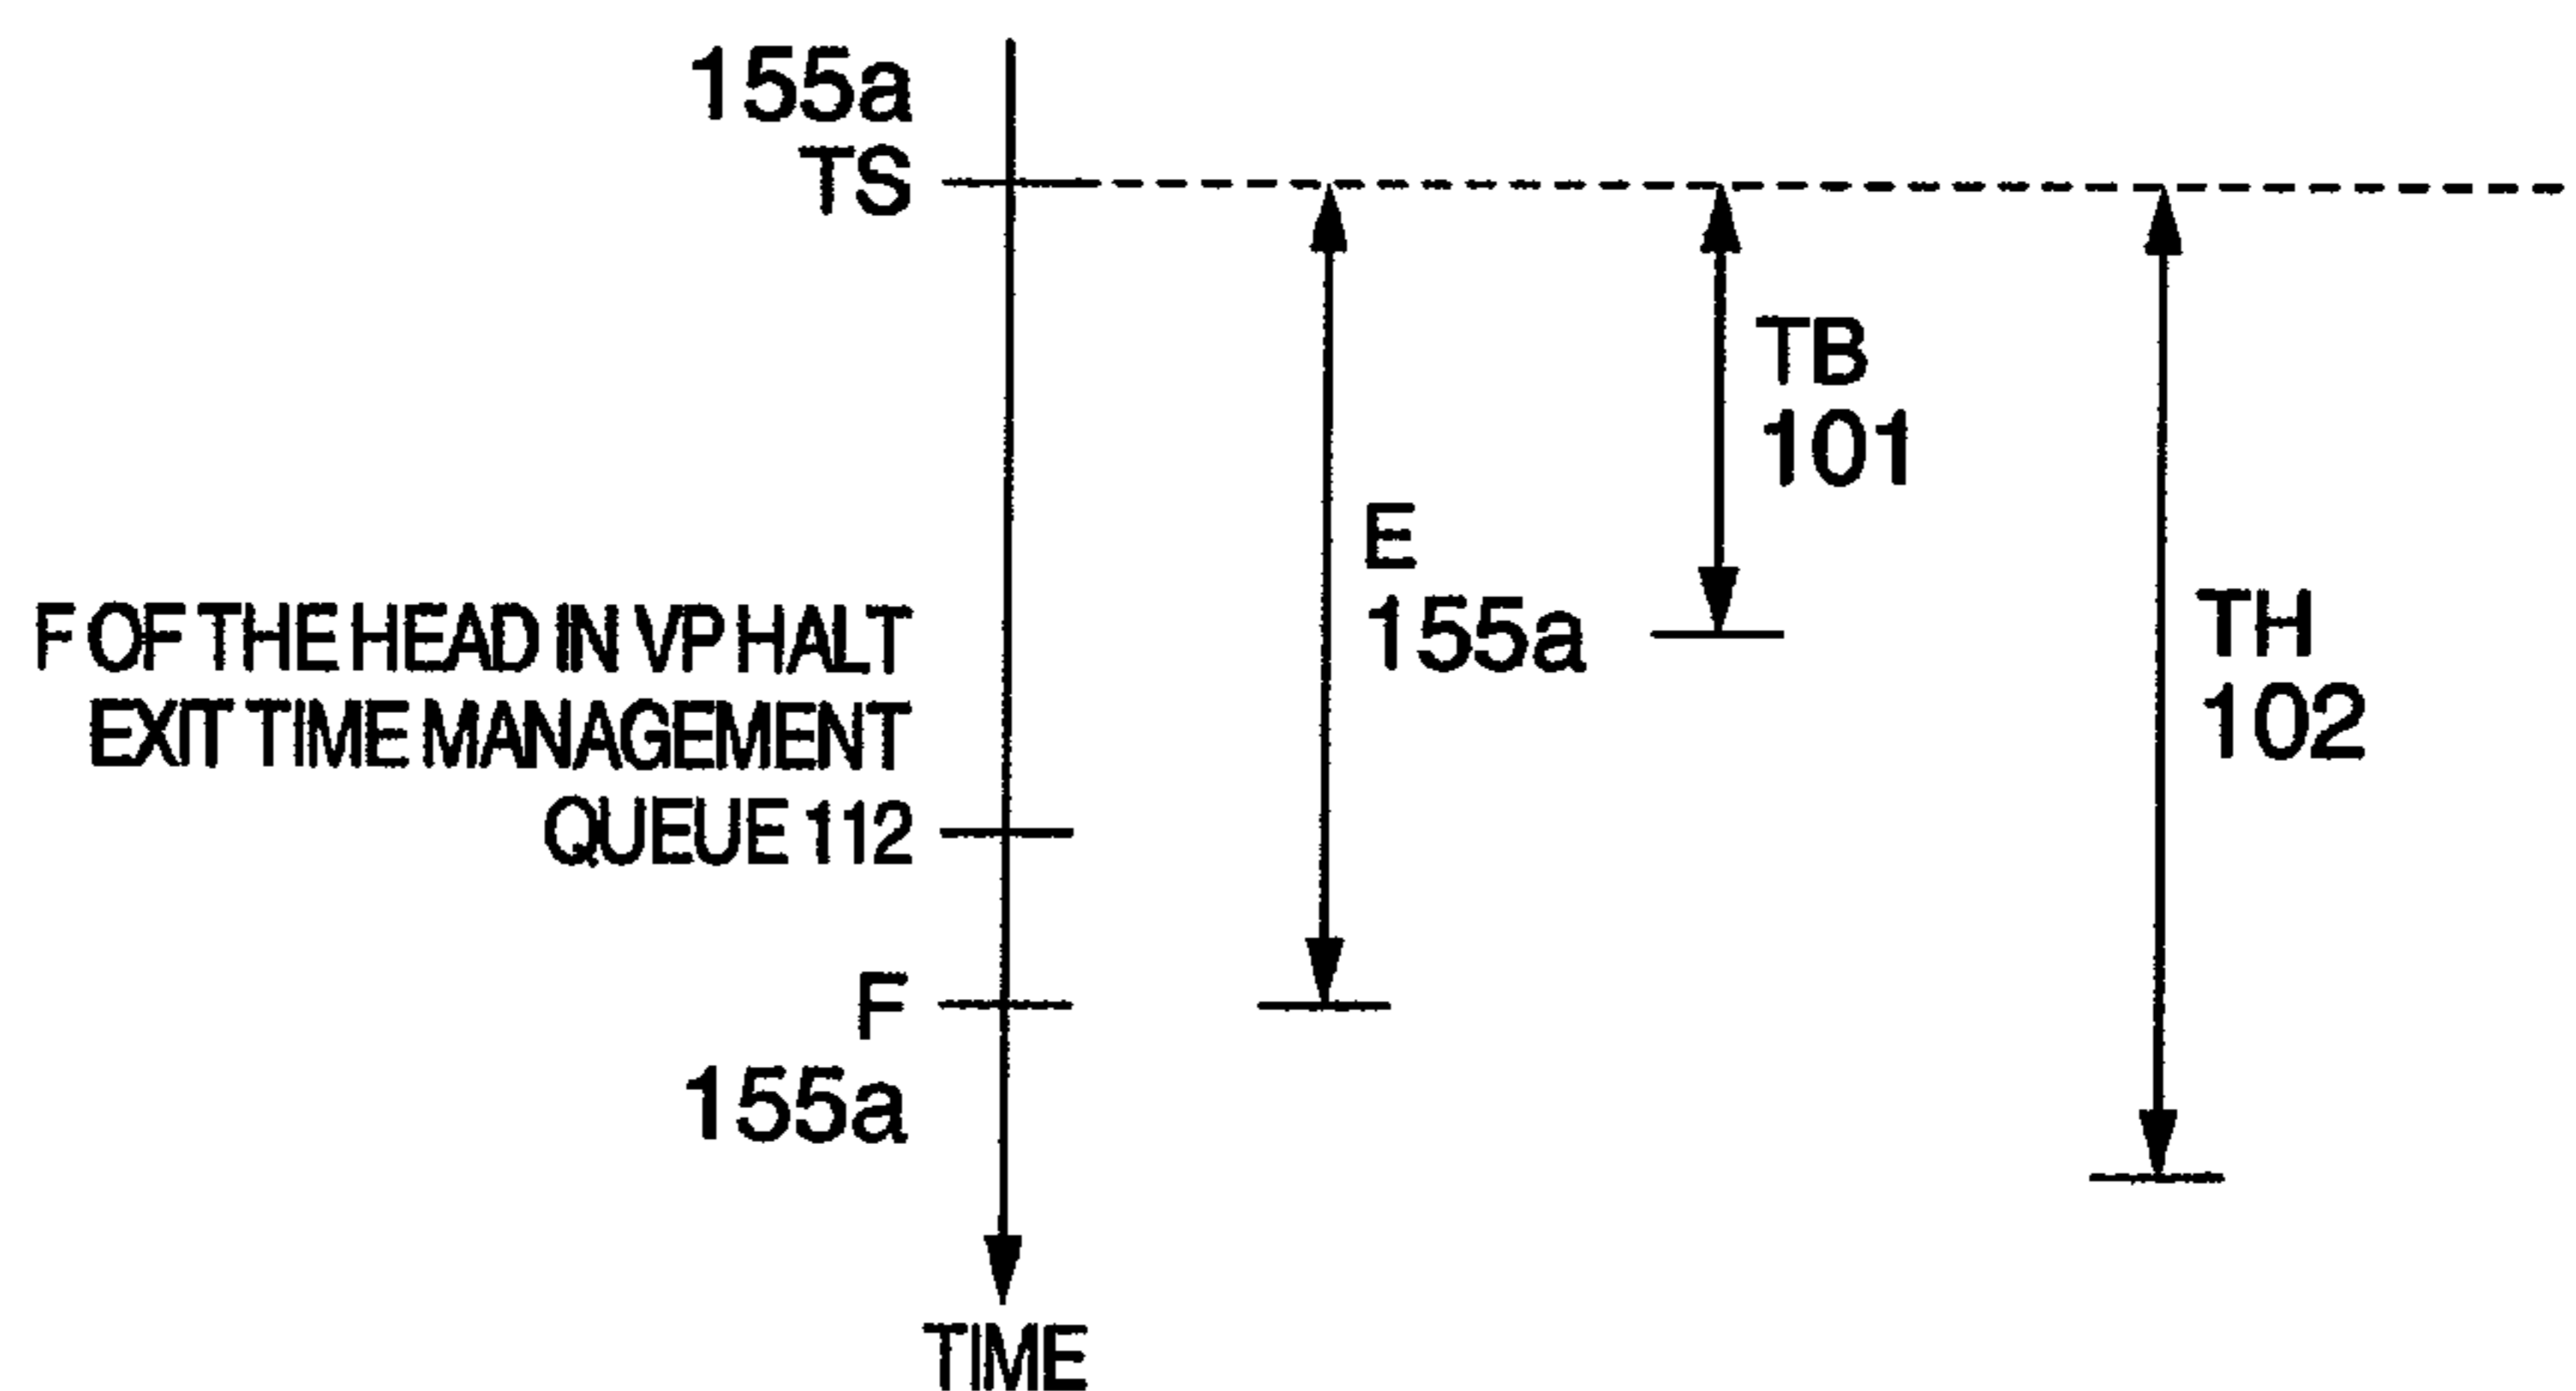 155a
TS
TB
101
E
155a
F OF THE HEAD IN VP HALT
EXIT TIME MANAGEMENT
QUEUE 112
TH
102
F
155a
TIME